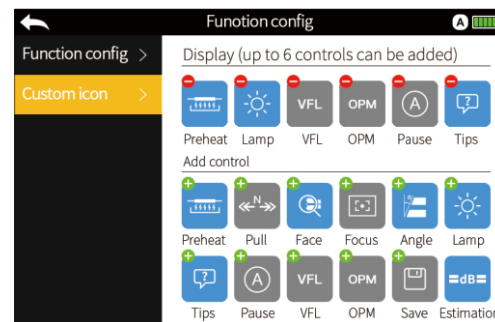 Funotion config
A
Function config >
Display (up to 6 controls can be added)
Custom icon >
VFL OPM A ?
Preheat Lamp VFL OPM Pause Tips
Add control
N
Preheat Pull Face Focus Angle Lamp
? A VFL OPM =dB=
Tips Pause VFL OPM Save Estimation